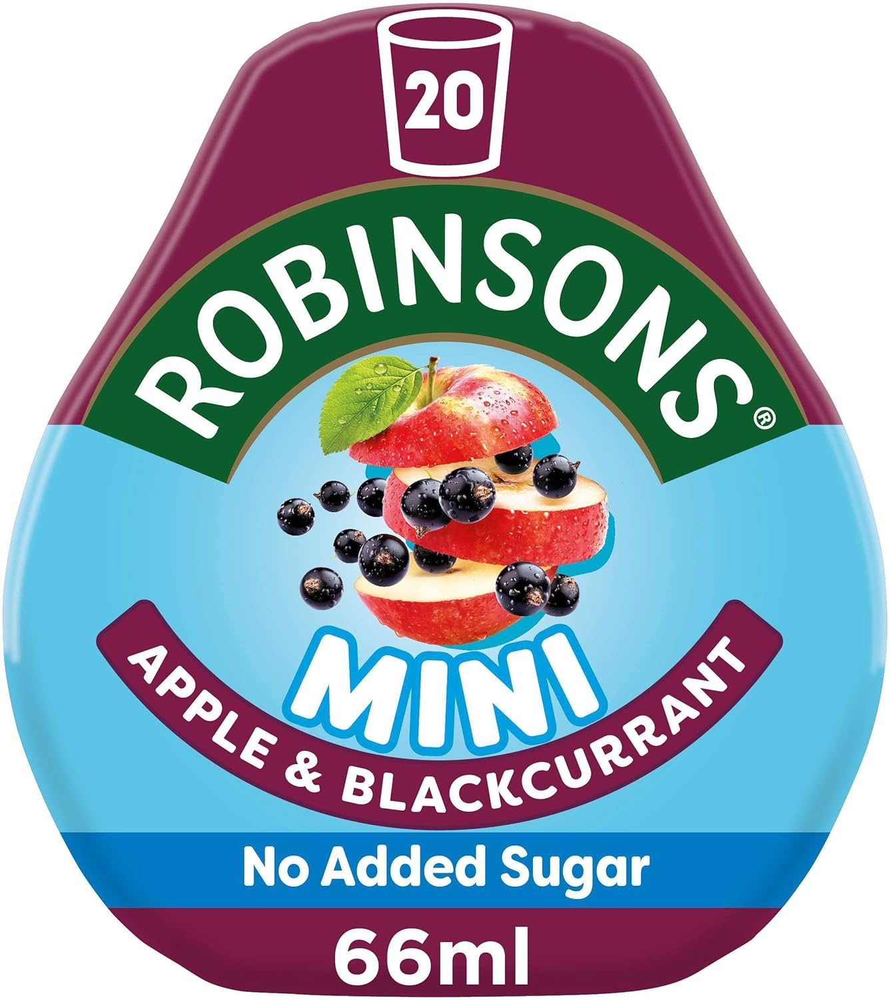 20
ROBINSONS®
MINI
APPLE & BLACKCURRANT
No Added Sugar
66ml